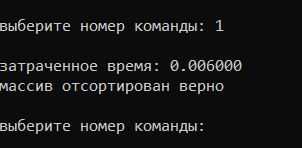 выберите номер команды: 1
затраченное время: 0.006000
массив отсортирован верно
выберите номер команды: